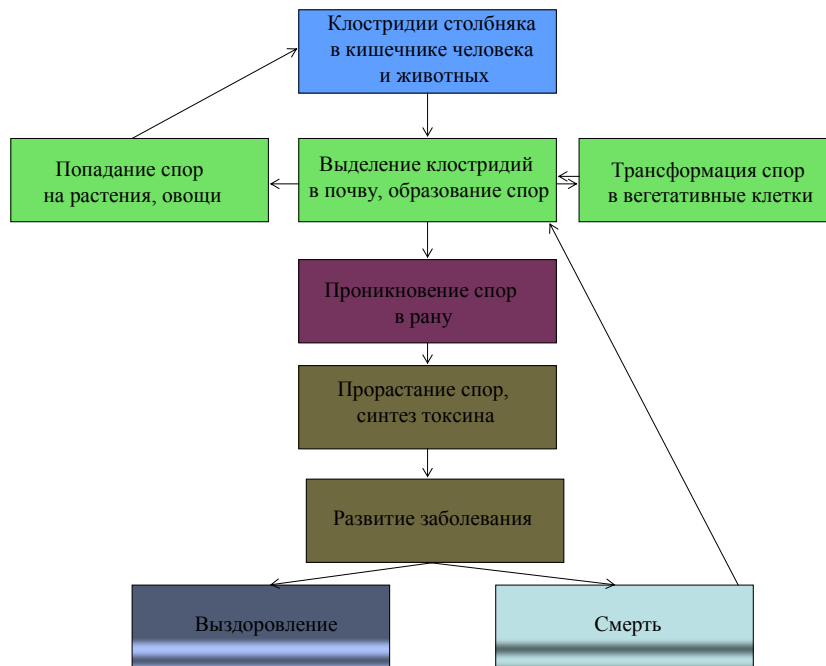 Клостридии столбняка
в кишечнике человека
и животных
Попадание спор
на растения, овощи
Выделение клостридий
в почву, образование спор
Трансформация спор
в вегетативные клетки
Проникновение спор
в рану
Прорастание спор,
синтез токсина
Развитие заболевания
Выздоровление
Смерть